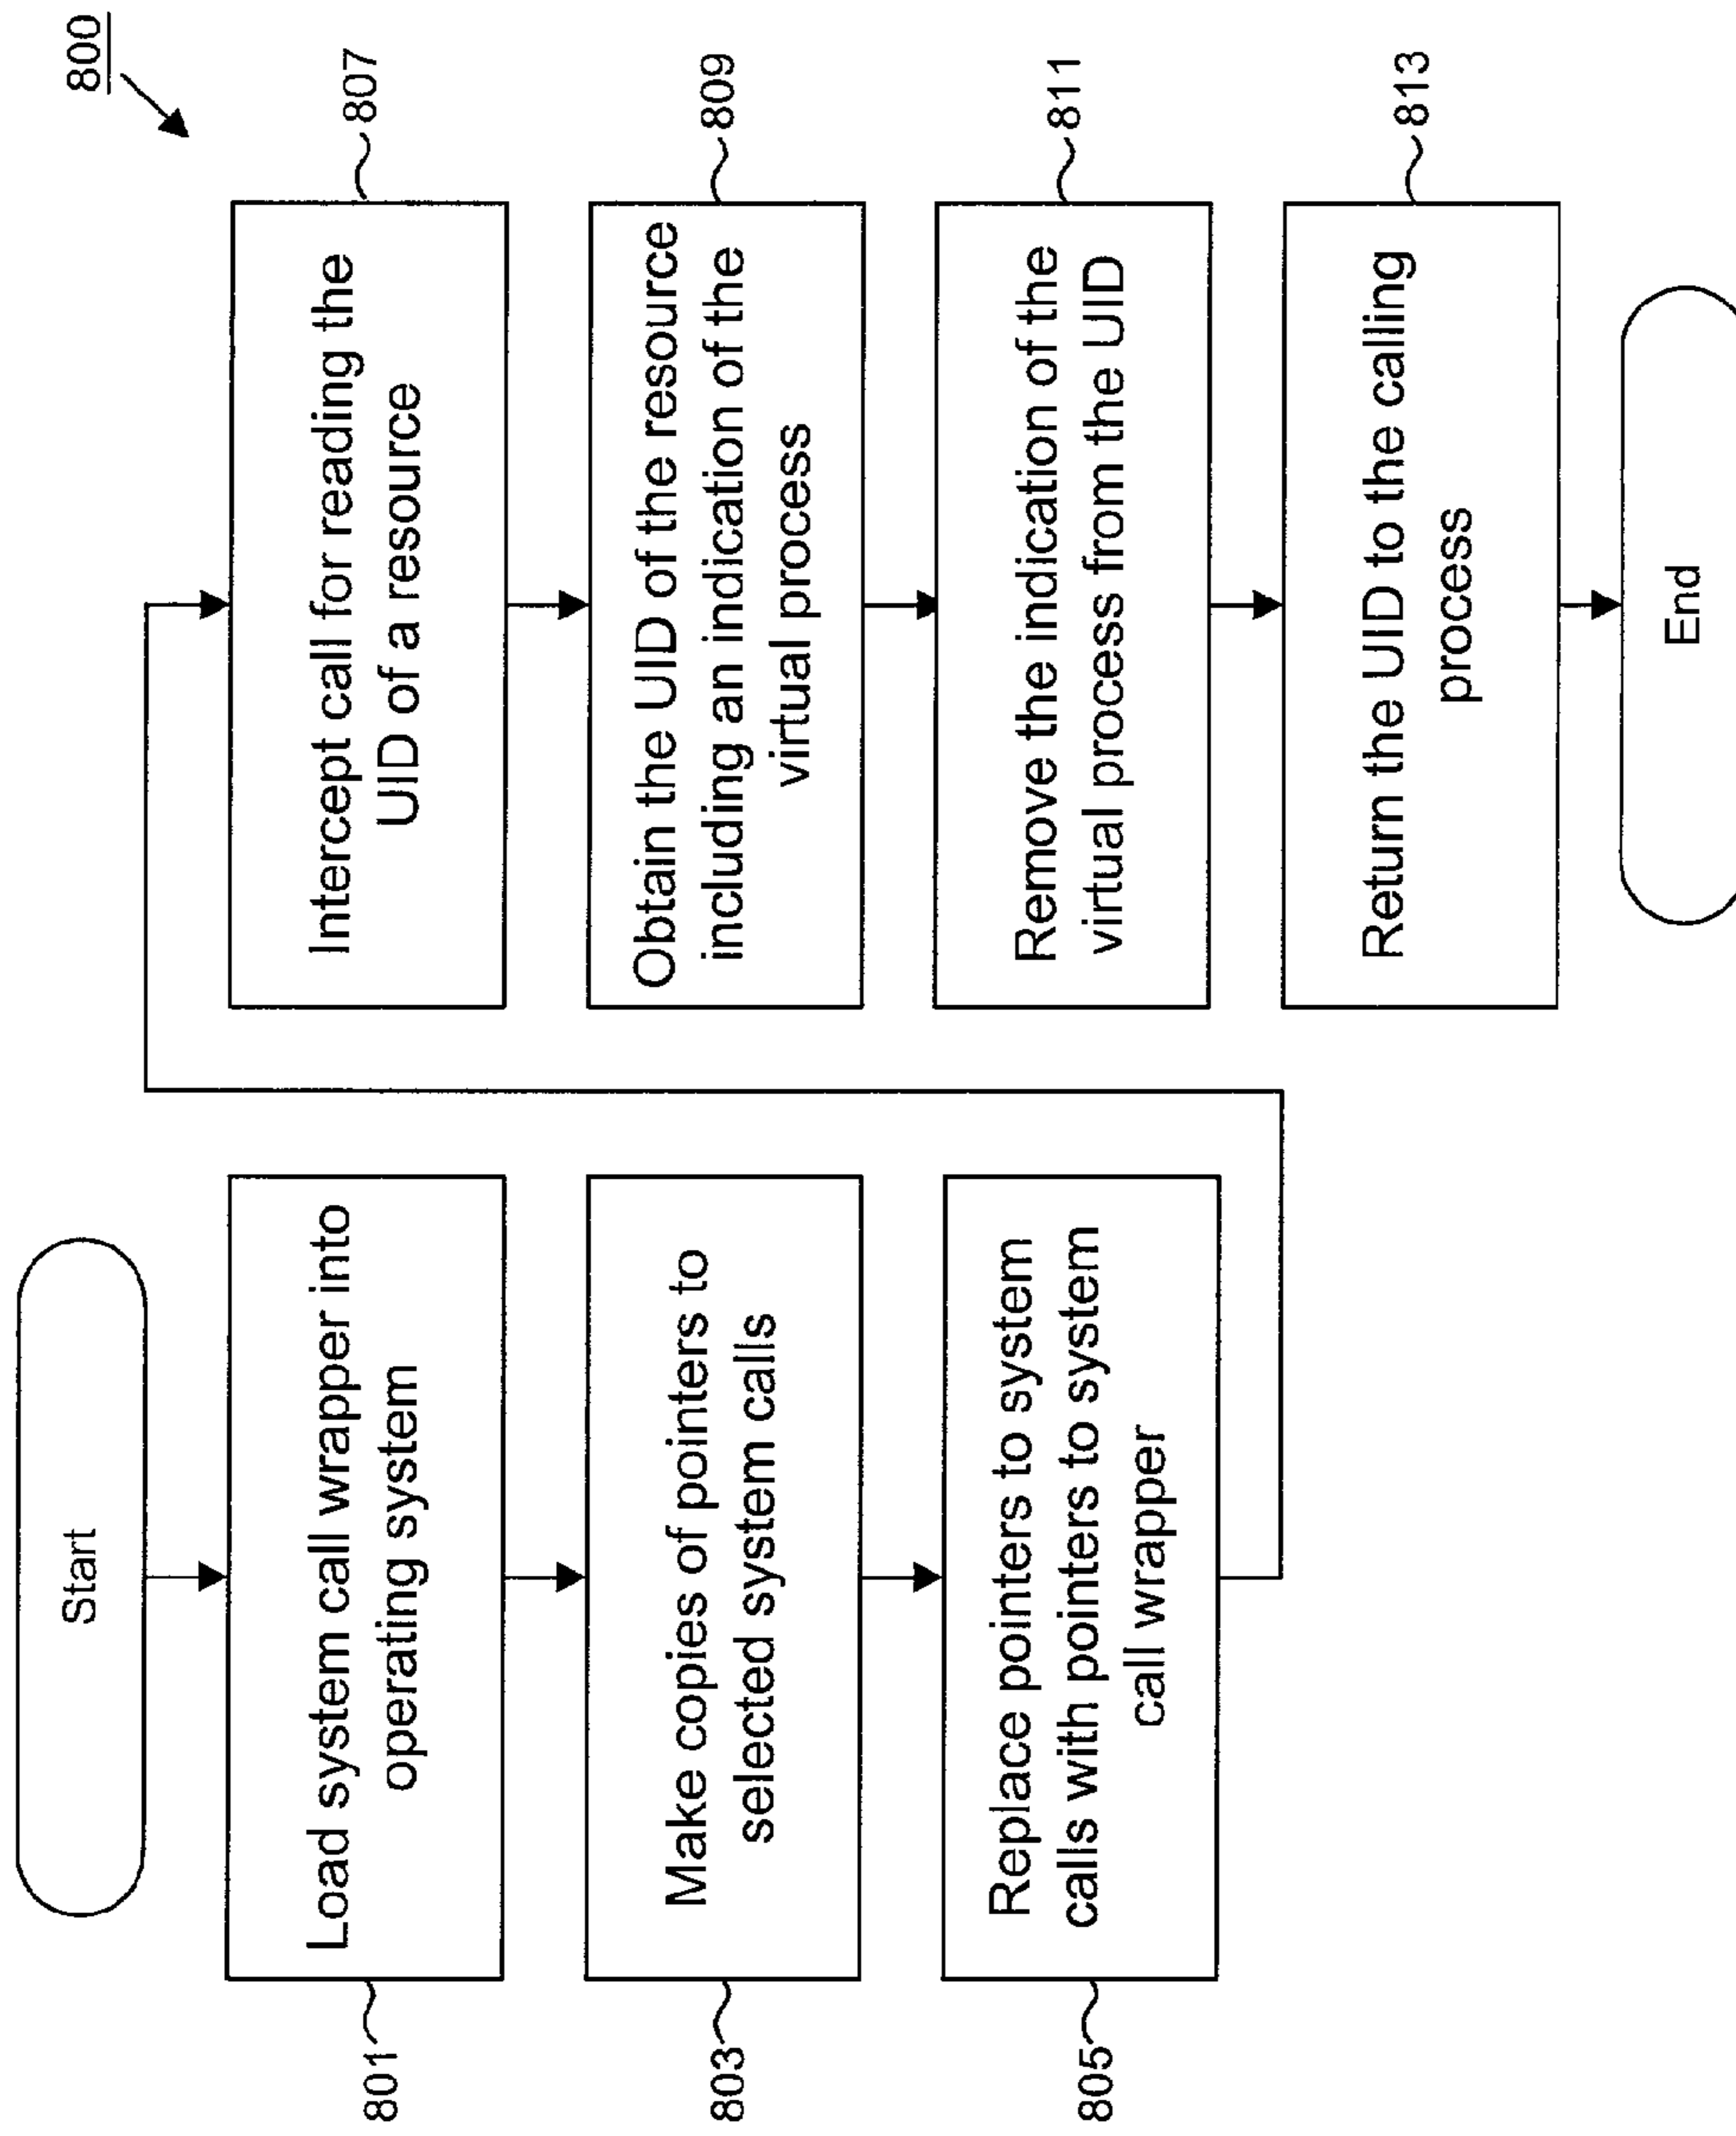 800
Start
801
Load system call wrapper into
operating system
803
Make copies of pointers to
selected system calls
805
Replace pointers to system
calls with pointers to system
call wrapper
807
Intercept call for reading the
UID of a resource
809
Obtain the UID of the resource
including an indication of the
virtual process
811
Remove the indication of the
virtual process from the UID
813
Return the UID to the calling
process
End